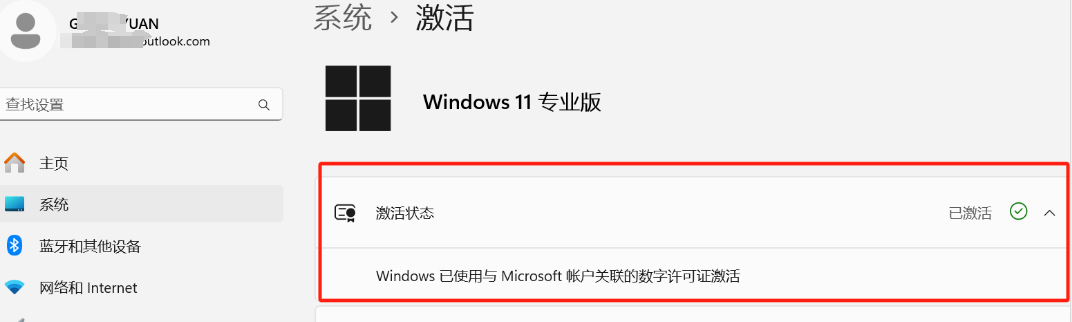 系统 › 激活
YUAN
outlook.com
查找设置
Windows 11 专业版
主页
系统
激活状态
已激活
蓝牙和其他设备
Windows 已使用与 Microsoft 帐户关联的数字许可证激活
网络和 Internet